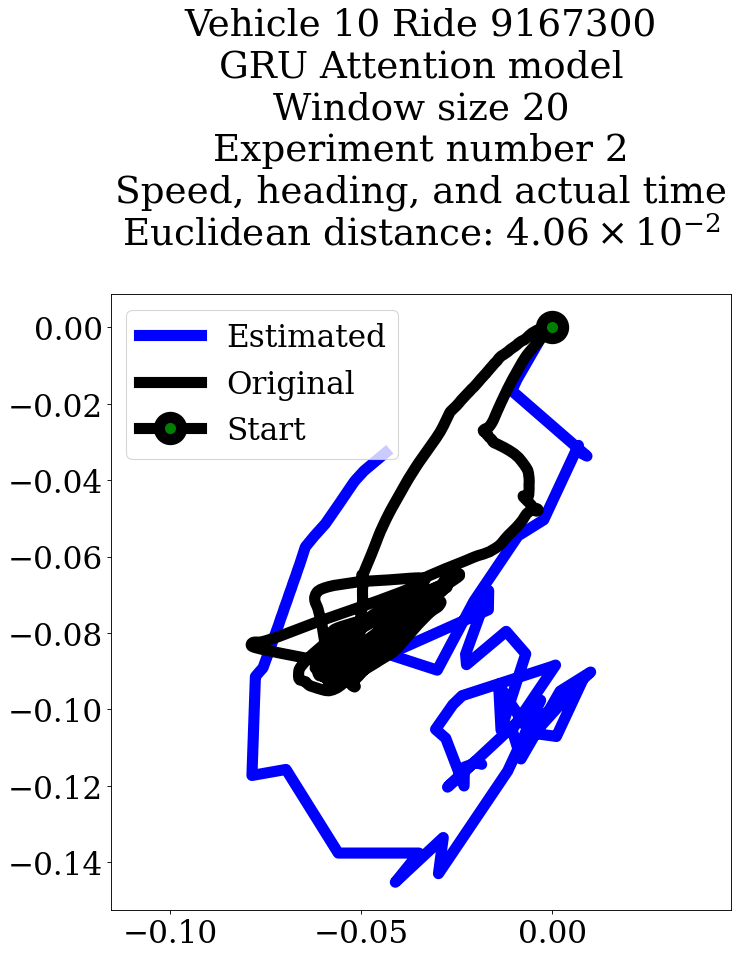 Vehicle 10 Ride 9167300
GRU Attention model
Window size 20
Experiment number 2
Speed, heading, and actual time
Euclidean distance: 4.06 × 10⁻²
Estimated
Original
Start
0.00
−0.02
−0.04
−0.06
−0.08
−0.10
−0.12
−0.14
−0.10
−0.05
0.00